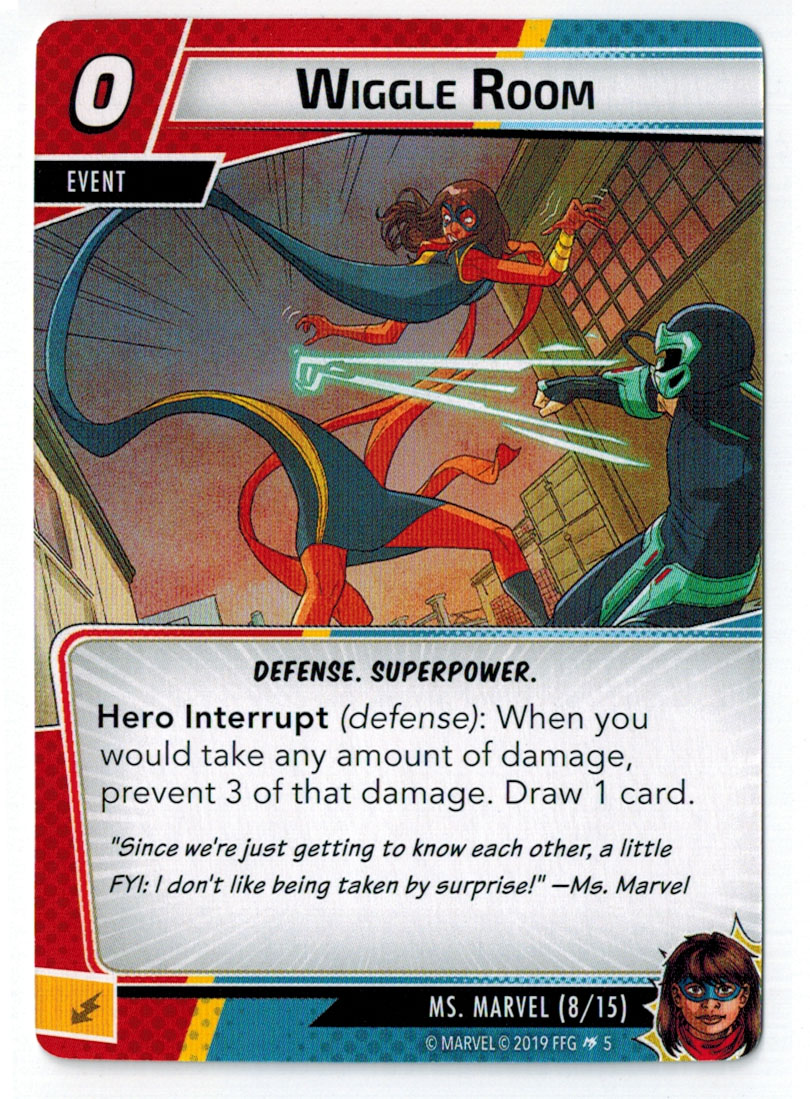 0
WIGGLE ROOM
EVENT
DEFENSE. SUPERPOWER.
Hero Interrupt (defense): When you
would take any amount of damage,
prevent 3 of that damage. Draw 1 card.
"Since we're just getting to know each other, a little
FYI: I don't like being taken by surprise!" —Ms. Marvel
MS. MARVEL (8/15)
© MARVEL © 2019 FFG 5